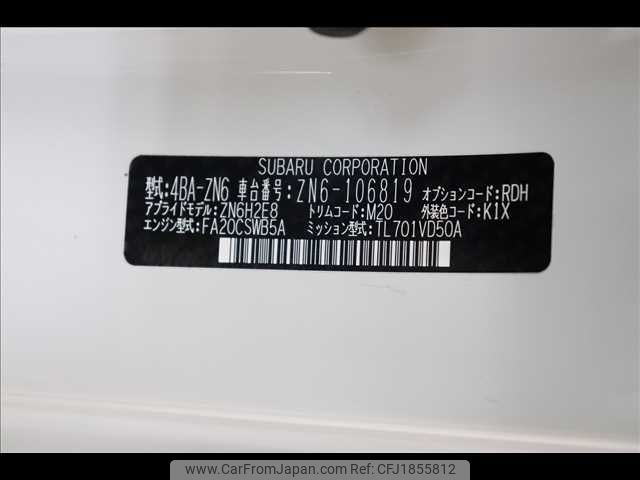 SUBARU CORPORATION
型式:4BA-ZN6 車台番号:ZN6-106819 オプションコード:RDH
アプライドモデル:ZN6H2E8 トリムコード:M20 外装色コード:K1X
エンジン型式:FA20CSWB5A ミッション型式:TL701VD50A
www.CarFromJapan.com - CFJ1855812